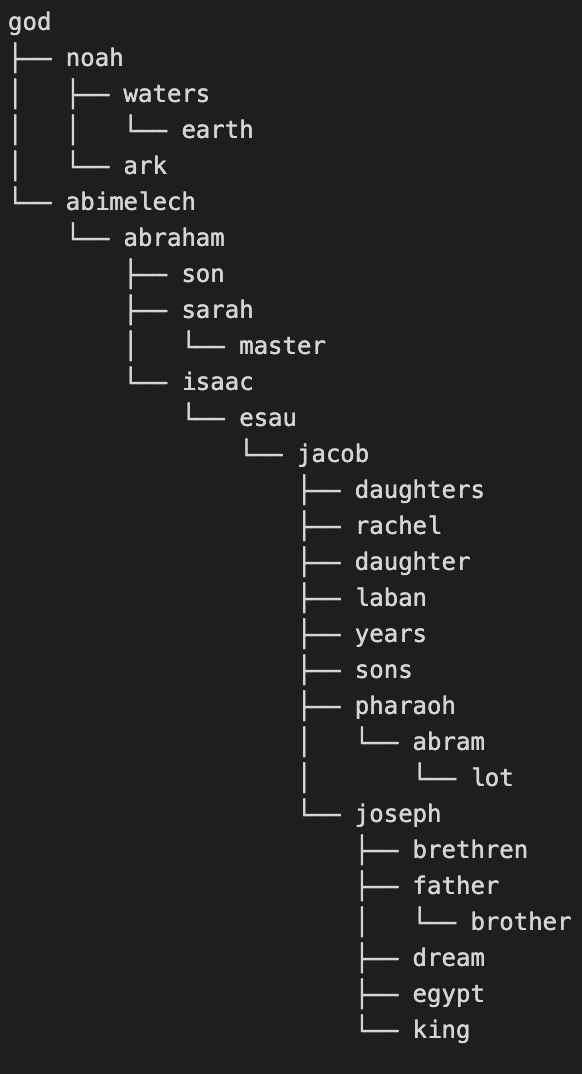 god
├── noah
│   ├── waters
│   │   └── earth
│   └── ark
└── abimelech
    └── abraham
        ├── son
        ├── sarah
        │   └── master
        └── isaac
            └── esau
                └── jacob
                    ├── daughters
                    ├── rachel
                    ├── daughter
                    ├── laban
                    ├── years
                    ├── sons
                    ├── pharaoh
                    │   └── abram
                    │       └── lot
                    └── joseph
                        ├── brethren
                        ├── father
                        │   └── brother
                        ├── dream
                        ├── egypt
                        └── king